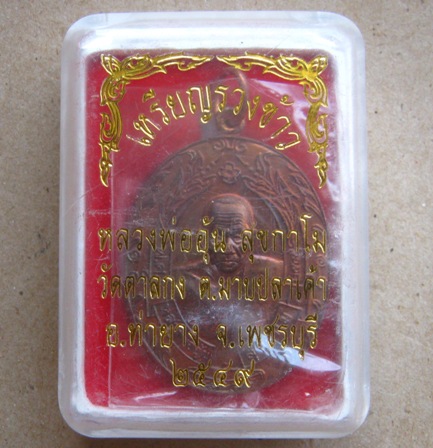 เหรียญรวงข้าว
หลวงพ่ออุ้น สุขกาโม
วัดตาลกง ต.มาบปลาเค้า
อ.ท่ายาง จ.เพชรบุรี
๒๕๔๙